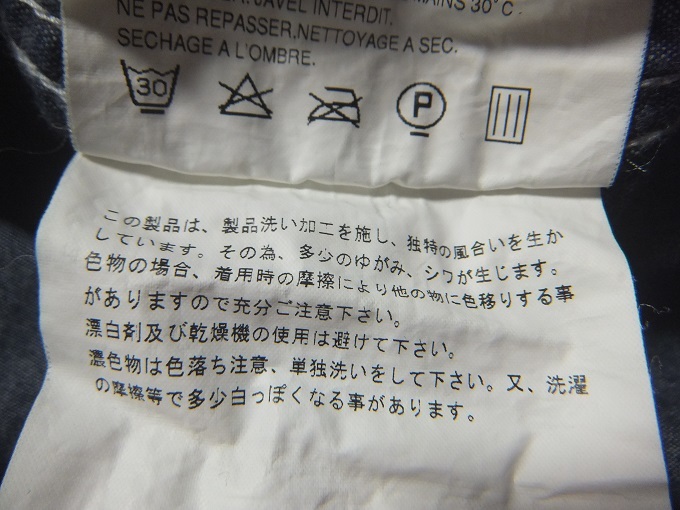 JAVEL INTERDIT.
MAINS 30°C.
NE PAS REPASSER.NETTOYAGE A SEC.
SECHAGE A L'OMBRE.
30
P
この製品は、製品洗い加工を施し、独特の風合いを生か
しています。その為、多少のゆがみ、シワが生じます。
色物の場合、着用時の摩擦により他の物に色移りする事
がありますので充分ご注意下さい。
漂白剤及び乾燥機の使用は避けて下さい。
濃色物は色落ち注意、単独洗いをして下さい。又、洗濯
の摩擦等で多少白っぽくなる事があります。